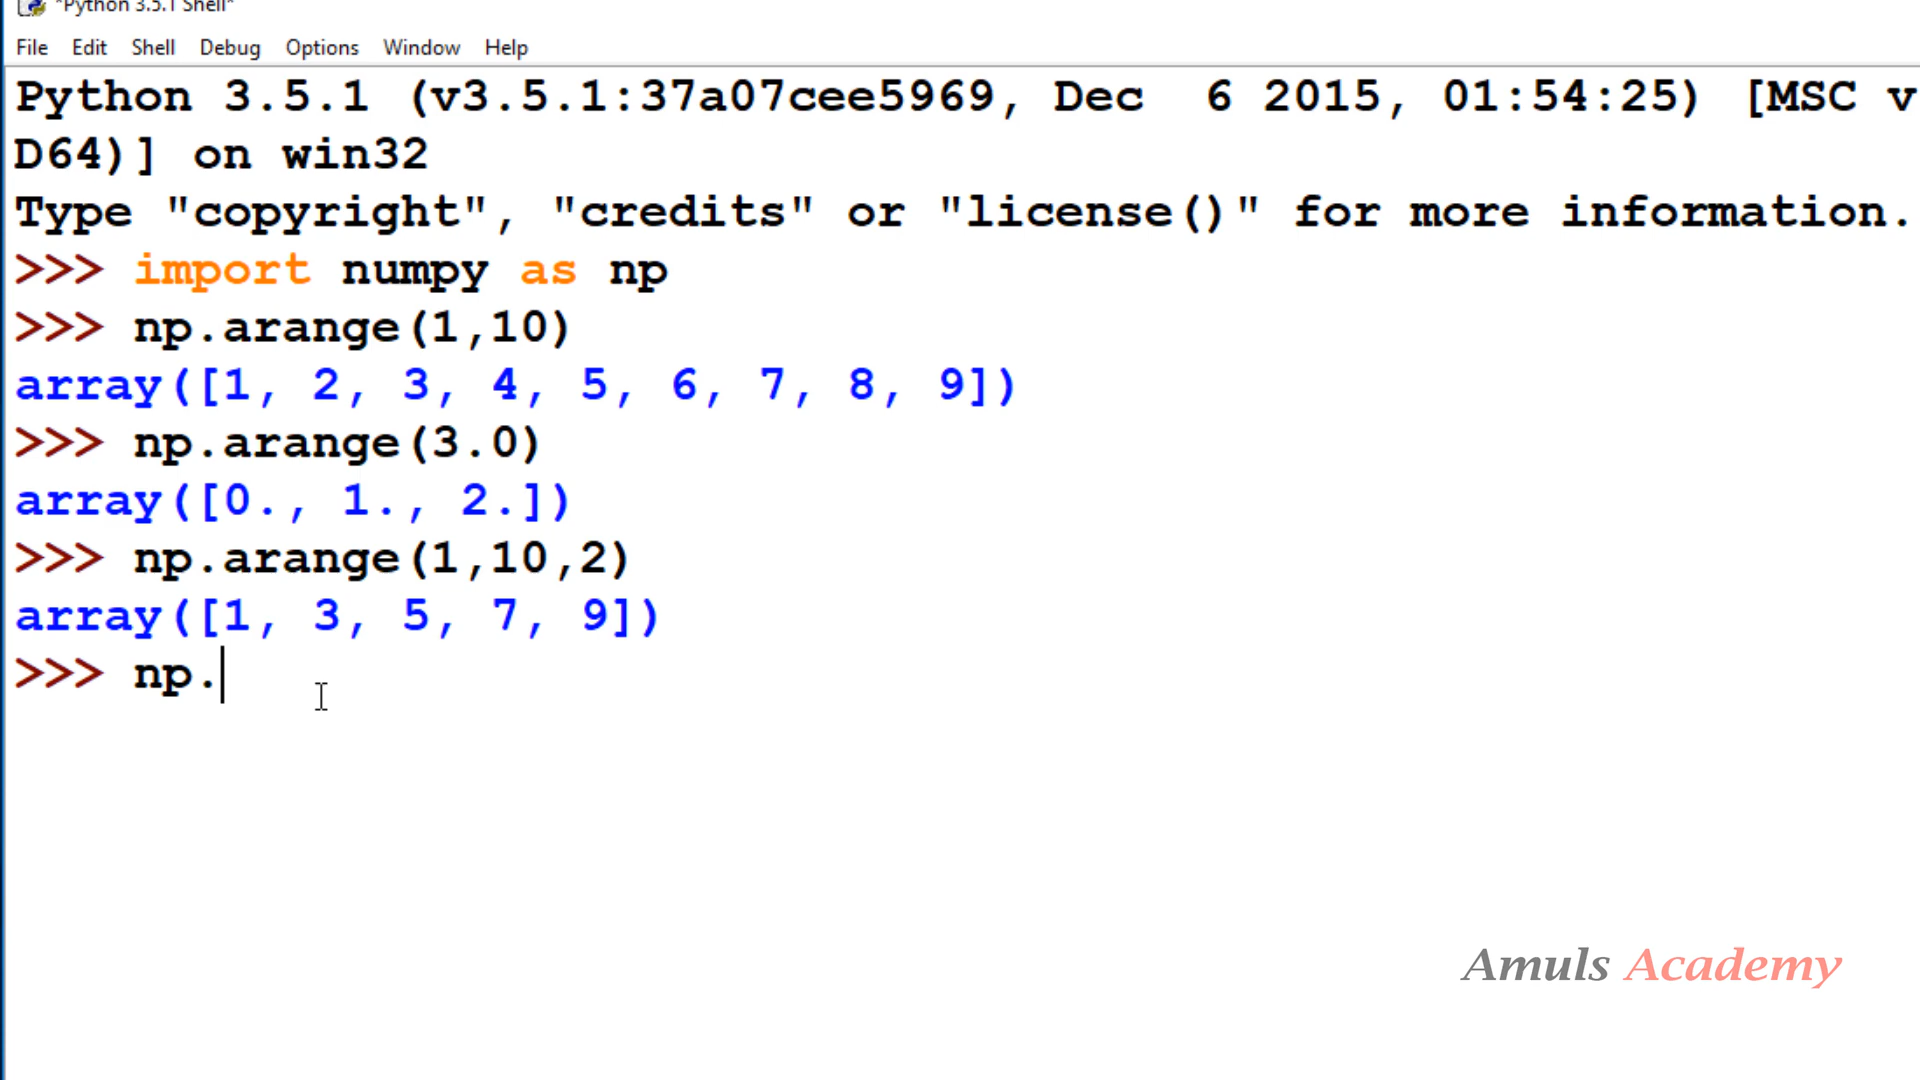 *Python 3.5.1 Shell*
File Edit Shell Debug Options Window Help
Python 3.5.1 (v3.5.1:37a07cee5969, Dec  6 2015, 01:54:25) [MSC v
D64)] on win32
Type "copyright", "credits" or "license()" for more information.
>>> import numpy as np
>>> np.arange(1,10)
array([1, 2, 3, 4, 5, 6, 7, 8, 9])
>>> np.arange(3.0)
array([0., 1., 2.])
>>> np.arange(1,10,2)
array([1, 3, 5, 7, 9])
>>> np.
Amuls Academy